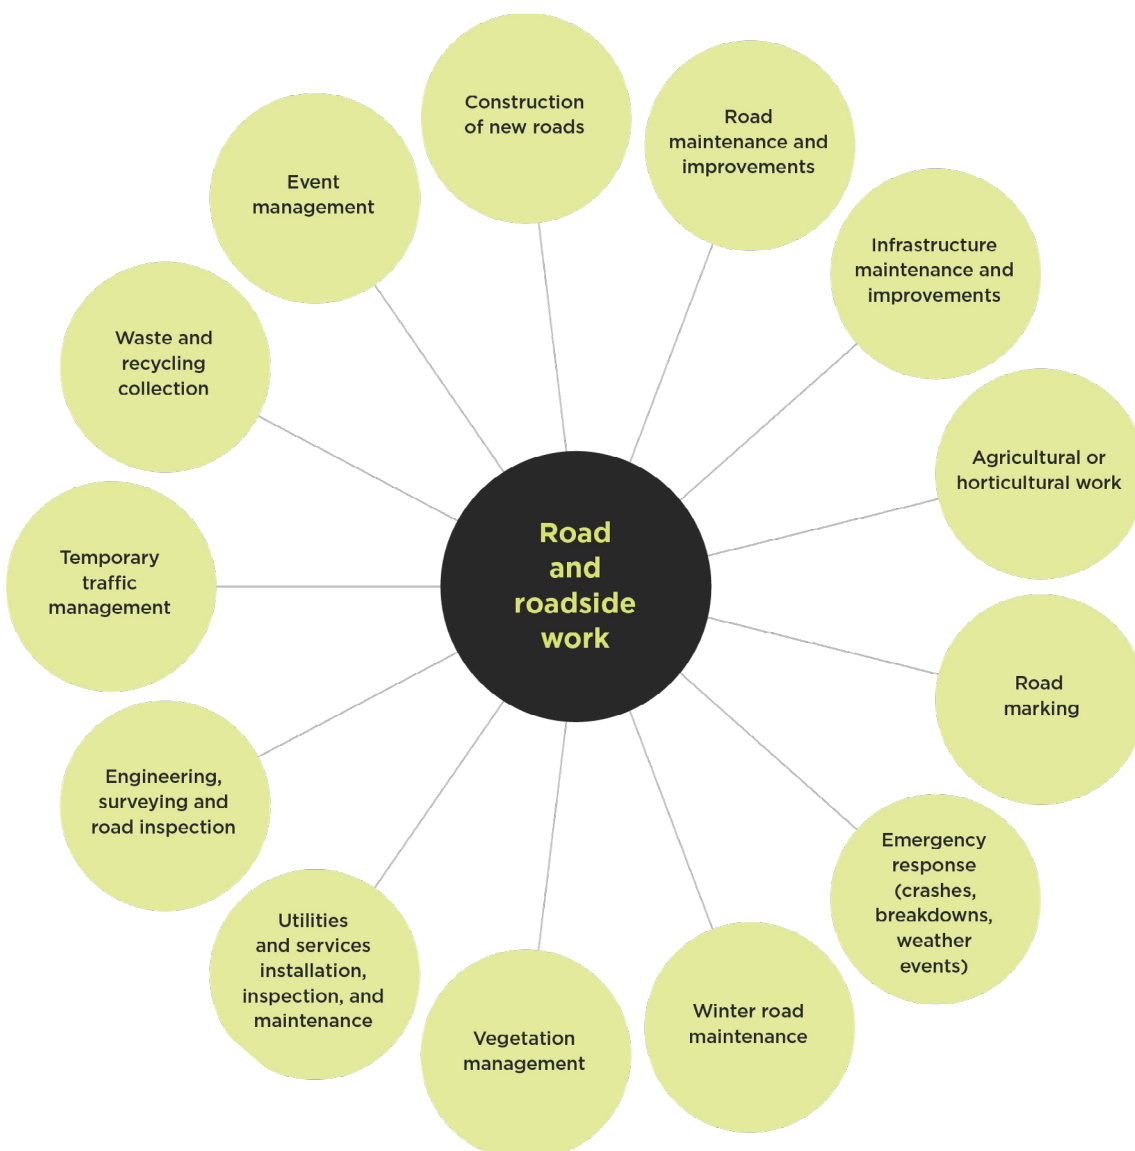 Construction
of new roads
Road
maintenance and
improvements
Infrastructure
maintenance and
improvements
Agricultural or
horticultural work
Road
marking
Emergency
response
(crashes,
breakdowns,
weather
events)
Winter road
maintenance
Vegetation
management
Utilities
and services
installation,
inspection, and
maintenance
Engineering,
surveying and
road inspection
Temporary
traffic
management
Waste and
recycling
collection
Event
management
Road
and
roadside
work